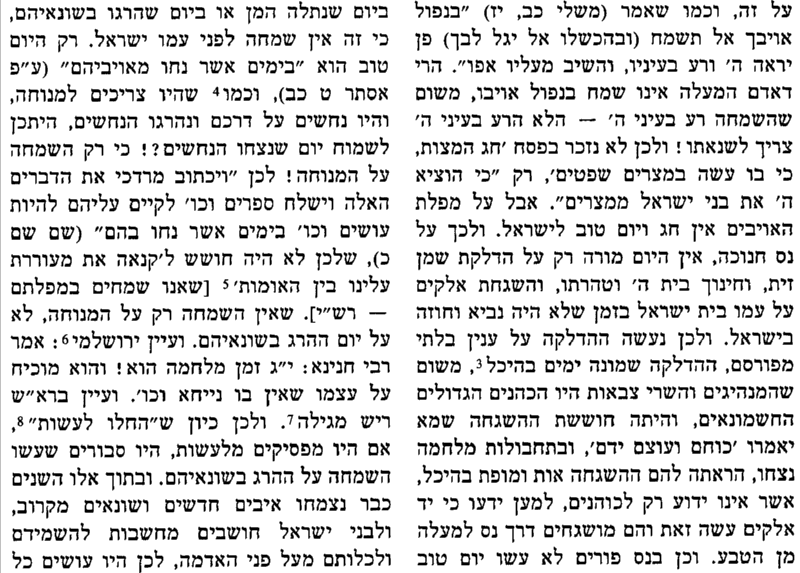 על זה, וכמו שאמר (משלי כב, יז) ״בנפול
אויבך אל תשמח (ובהכשלו אל יגל לבך) פן
יראה ה׳ ורע בעיניו, והשיב מעליו אפו״. הרי
דאדם המעלה אינו שמח בנפול אויבו, משום
שהשמחה רע בעיני ה׳ — הלא הרע בעיני ה׳
צריך לשנאתו! ולכן לא נזכר בפסח ׳חג המצות,
כי בו עשה במצרים שפטים׳, רק ״כי הוציא
ה׳ את בני ישראל ממצרים״. אבל על מפלת
האויבים אין חג ויום טוב לישראל. ולכך על
נס חנוכה, אין היום מורה רק על הדלקת שמן
זית, וחינוך בית ה׳ וטהרתו, והשגחת אלקים
על עמו בית ישראל בזמן שלא היה נביא וחוזה
בישראל. ולכן נעשה ההדלקה על ענין בלתי
מפורסם, ההדלקה שמונה ימים בהיכל3, משום
שהמנהיגים והשרי צבאות היו הכהנים הגדולים
החשמונאים, והיתה חוששת ההשגחה שמא
יאמרו ׳כוחם ועוצם ידם׳, ובתחבולות מלחמה
נצחו, הראתה להם ההשגחה אות ומופת בהיכל,
אשר אינו ידוע רק לכוהנים, למען ידעו כי יד
אלקים עשה זאת והם מושגחים דרך נס למעלה
מן הטבע. וכן בנס פורים לא עשו יום טוב
ביום שנתלה המן או ביום שהרגו בשונאיהם,
כי זה אין שמחה לפני עמו ישראל. רק היום
טוב הוא ״בימים אשר נחו מאויביהם״ (ע״פ
אסתר ט כב), וכמו4 שהיו צריכים למנוחה,
והיו נחשים על דרכם ונהרגו הנחשים, היתכן
לשמוח יום שנצחו הנחשים?! כי רק השמחה
על המנוחה! לכן ״ויכתוב מרדכי את הדברים
האלה וישלח ספרים וכו׳ לקיים עליהם להיות
עושים וכו׳ בימים אשר נחו בהם״ (שם שם
כ), שלכן לא היה חושש ל׳קנאה את מעוררת
עלינו בין האומות׳5 [שאנו שמחים במפלתם
— רש״י]. שאין השמחה רק על המנוחה, לא
על יום ההרג בשונאיהם. ועיין ירושלמי6: אמר
רבי חנינא: י״ג זמן מלחמה הוא! והוא מוכיח
על עצמו שאין בו נייחא וכו׳. ועיין ברא״ש
ריש מגילה7. ולכן כיון ש״החלו לעשות״8,
אם היו מפסיקים מלעשות, היו סבורים שעשו
השמחה על ההרג בשונאיהם. ובתוך אלו השנים
כבר נצמחו איבים חדשים ושונאים מקרוב,
ולבני ישראל חושבים מחשבות להשמידם
ולכלותם מעל פני האדמה, לכן היו עושים כל